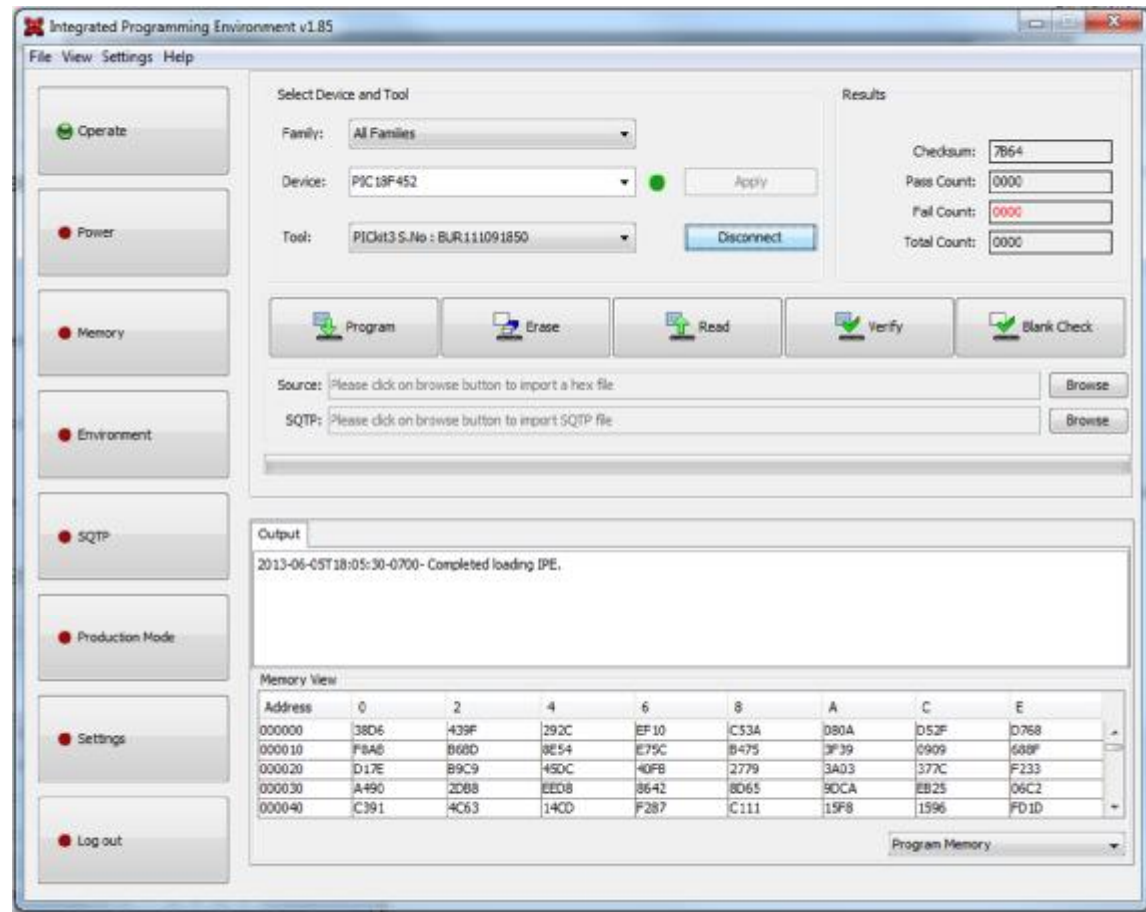 Integrated Programming Environment v1.85
File View Settings Help
Operate
Power
Memory
Environment
SQTP
Production Mode
Settings
Log out
Select Device and Tool
Family: All Families
Device: PIC18F452 Apply
Tool: PICkit3 S.No : BUR111091850 Disconnect
Results
Checksum: 7B64
Pass Count: 0000
Fail Count: 0000
Total Count: 0000
Program Erase Read Verify Blank Check
Source: Please click on browse button to import a hex file Browse
SQTP: Please click on browse button to import SQTP file Browse
Output
2013-06-05T18:05:30-0700- Completed loading IPE.
Memory View
Address 0 2 4 6 8 A C E
000000 38D6 439F 292C EF10 C53A D80A D52F D768
000010 F8A8 B68D 8E54 E75C B475 3F39 0909 688F
000020 D17E B9C9 45DC 40FB 2779 3A03 377C F233
000030 A490 2DB8 EED8 8642 8D65 9DCA EB25 06C2
000040 C391 4C63 14CD F287 C111 15F8 1596 FD1D
Program Memory